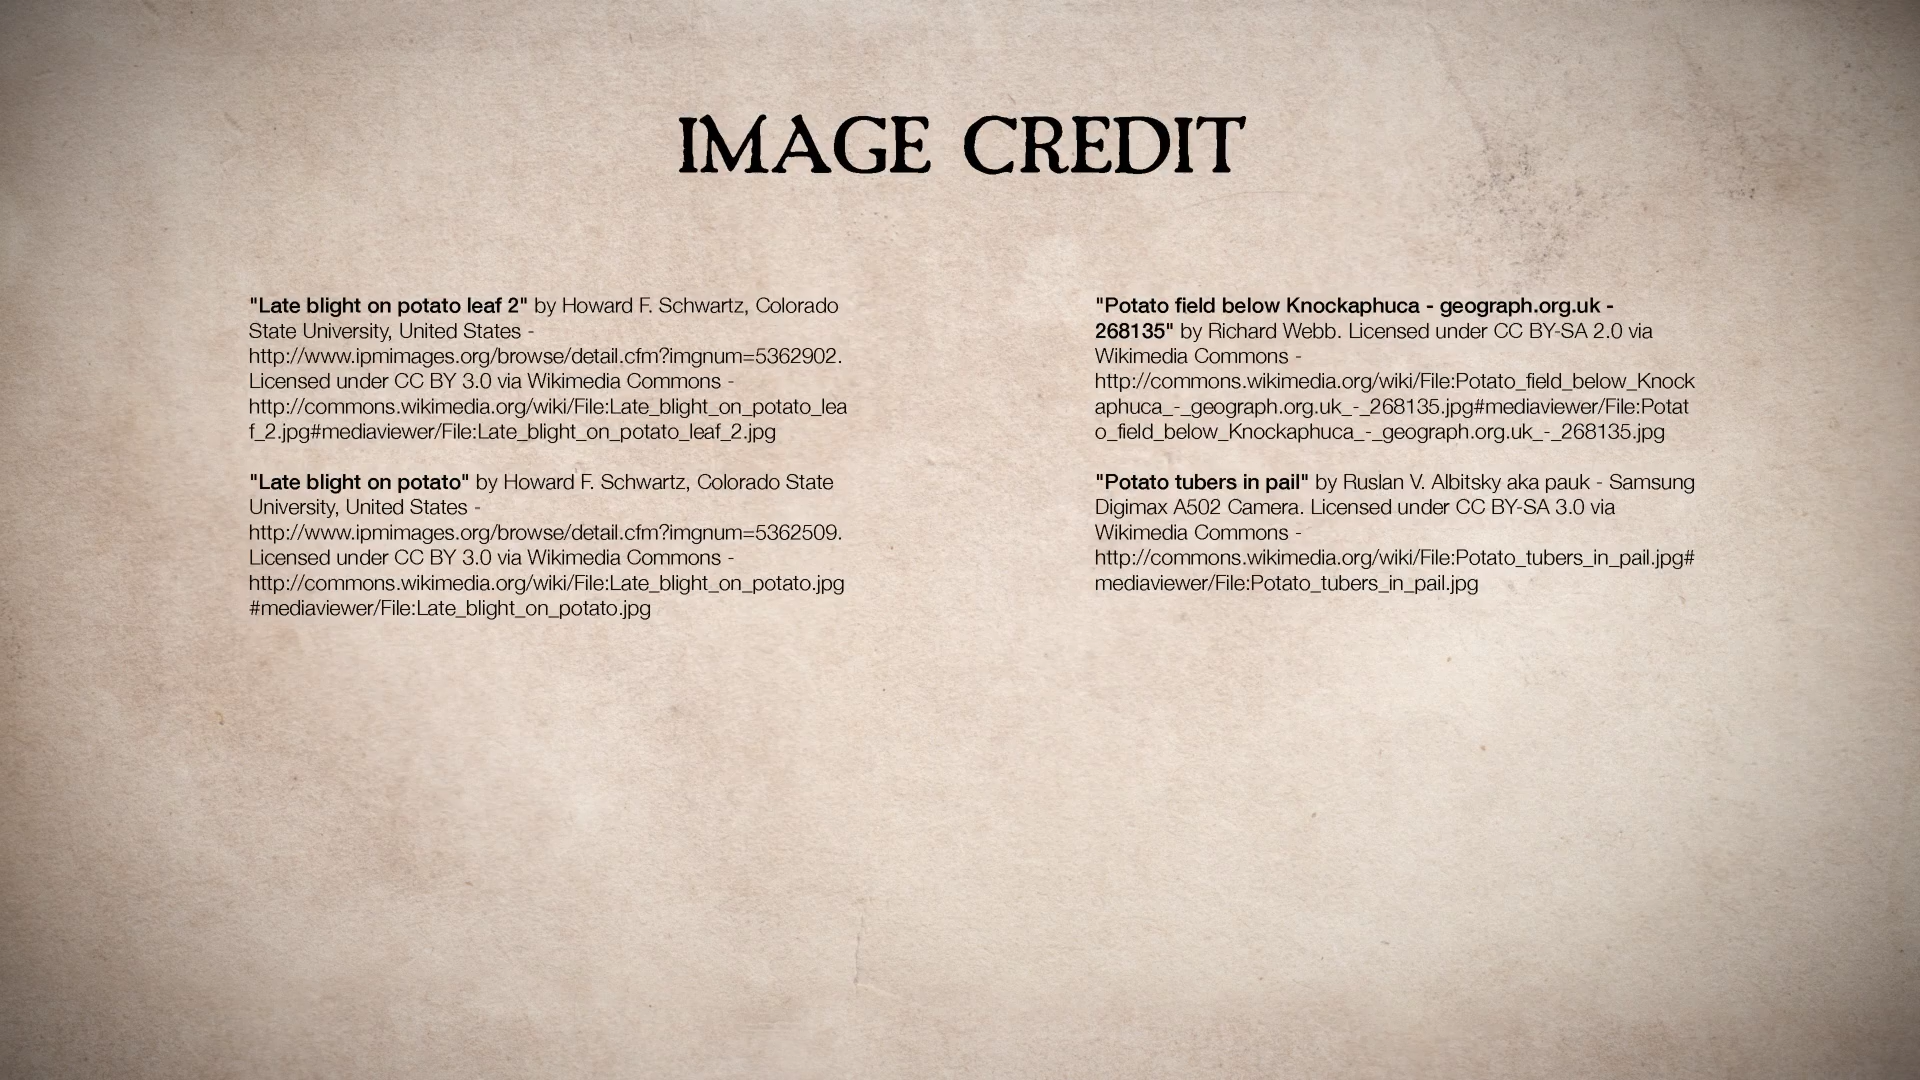 IMAGE CREDIT
"Late blight on potato leaf 2" by Howard F. Schwartz, Colorado
State University, United States -
http://www.ipmimages.org/browse/detail.cfm?imgnum=5362902.
Licensed under CC BY 3.0 via Wikimedia Commons -
http://commons.wikimedia.org/wiki/File:Late_blight_on_potato_lea
f_2.jpg#mediaviewer/File:Late_blight_on_potato_leaf_2.jpg
"Late blight on potato" by Howard F. Schwartz, Colorado State
University, United States -
http://www.ipmimages.org/browse/detail.cfm?imgnum=5362509.
Licensed under CC BY 3.0 via Wikimedia Commons -
http://commons.wikimedia.org/wiki/File:Late_blight_on_potato.jpg
#mediaviewer/File:Late_blight_on_potato.jpg
"Potato field below Knockaphuca - geograph.org.uk -
268135" by Richard Webb. Licensed under CC BY-SA 2.0 via
Wikimedia Commons -
http://commons.wikimedia.org/wiki/File:Potato_field_below_Knock
aphuca_-_geograph.org.uk_-_268135.jpg#mediaviewer/File:Potat
o_field_below_Knockaphuca_-_geograph.org.uk_-_268135.jpg
"Potato tubers in pail" by Ruslan V. Albitsky aka pauk - Samsung
Digimax A502 Camera. Licensed under CC BY-SA 3.0 via
Wikimedia Commons -
http://commons.wikimedia.org/wiki/File:Potato_tubers_in_pail.jpg#
mediaviewer/File:Potato_tubers_in_pail.jpg